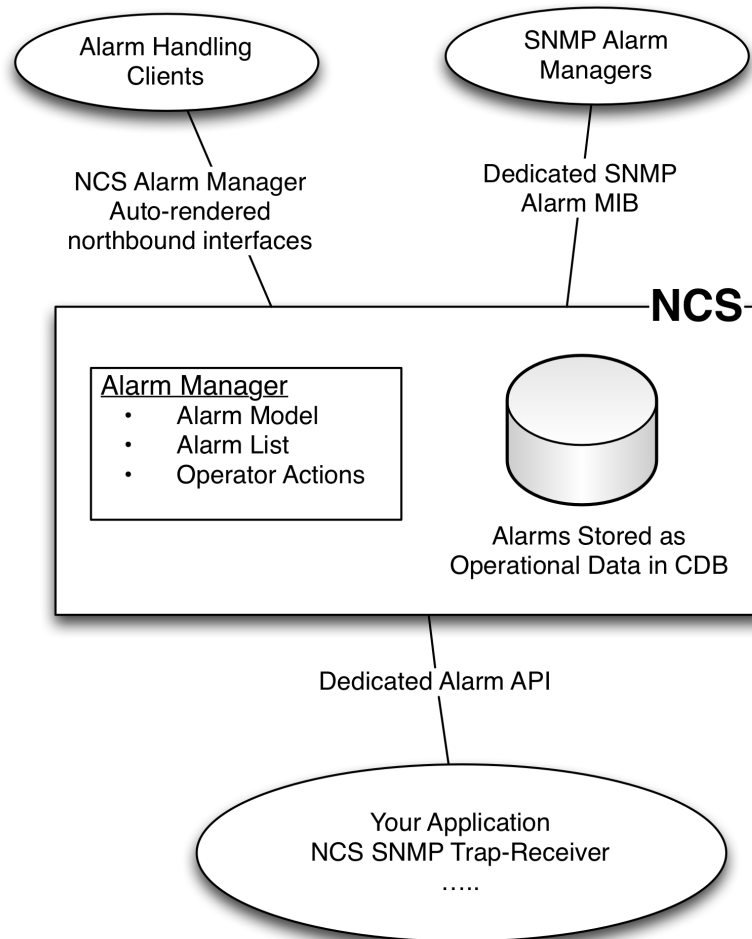 Alarm Handling
Clients
SNMP Alarm
Managers
NCS Alarm Manager
Auto-rendered
northbound interfaces
Dedicated SNMP
Alarm MIB
NCS
Alarm Manager
• Alarm Model
• Alarm List
• Operator Actions
Alarms Stored as
Operational Data in CDB
Dedicated Alarm API
Your Application
NCS SNMP Trap-Receiver
.....